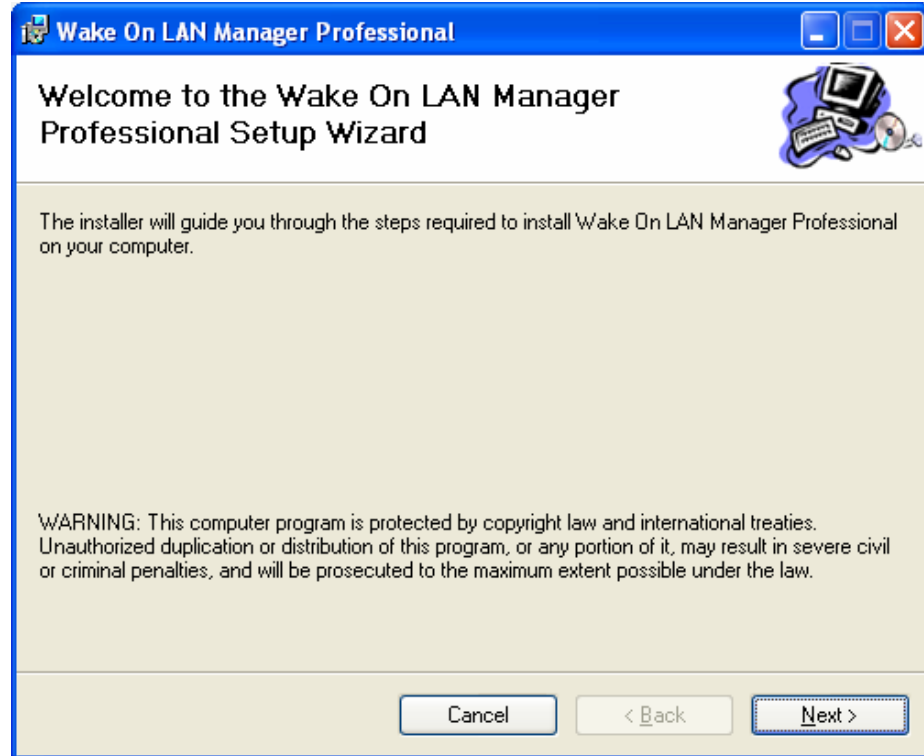 Wake On LAN Manager Professional
Welcome to the Wake On LAN Manager
Professional Setup Wizard
The installer will guide you through the steps required to install Wake On LAN Manager Professional
on your computer.
WARNING: This computer program is protected by copyright law and international treaties.
Unauthorized duplication or distribution of this program, or any portion of it, may result in severe civil
or criminal penalties, and will be prosecuted to the maximum extent possible under the law.
Cancel < Back Next >